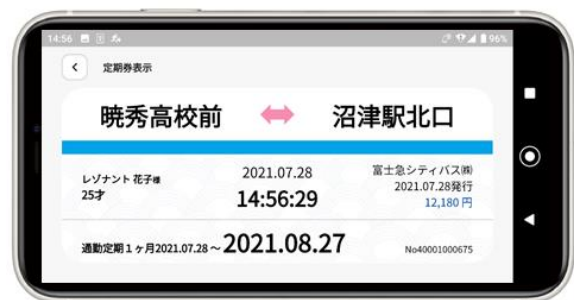 14:56 96%
定期券表示
暁秀高校前 ⇔ 沼津駅北口
レゾナント 花子様
25才
2021.07.28
14:56:29
富士急シティバス㈱
2021.07.28発行
12,180 円
通勤定期1ヶ月2021.07.28～2021.08.27
No40001000675